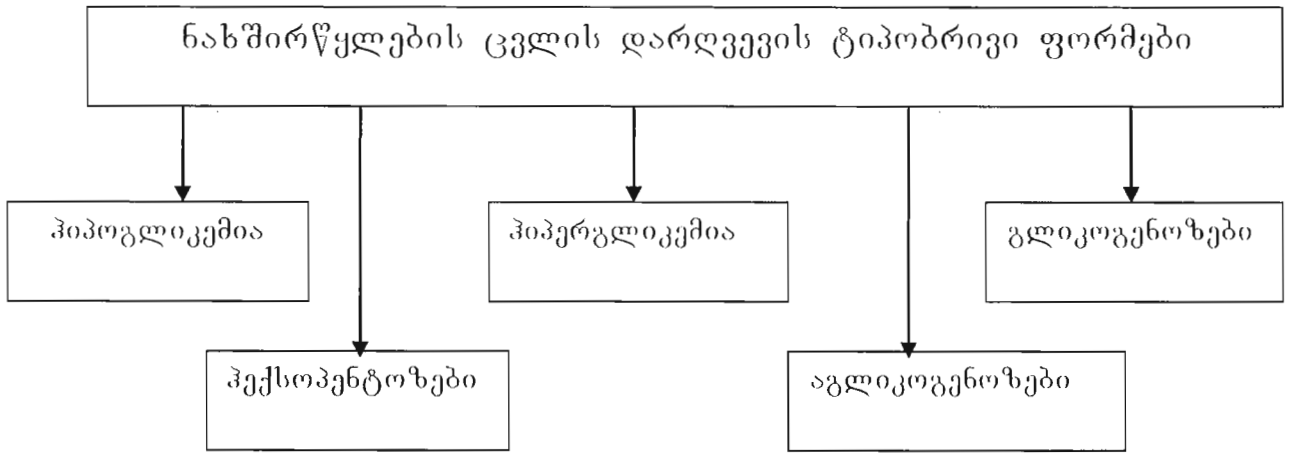 ნახშირწყლების ცვლის დარღვევის ტიპობრივი ფორმები
ჰიპოგლიკემია
ჰიპერგლიკემია
გლიკოგენოზები
ჰექსოპენტოზები
აგლიკოგენოზები